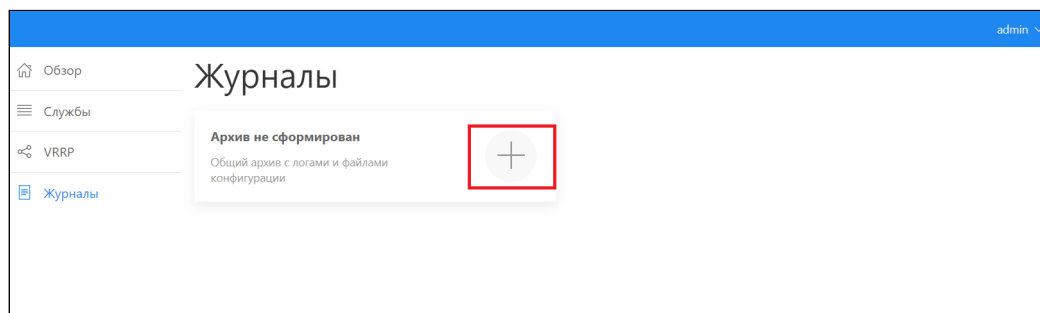 admin
Обзор
Службы
VRRP
Журналы
Журналы
Архив не сформирован
Общий архив с логами и файлами
конфигурации